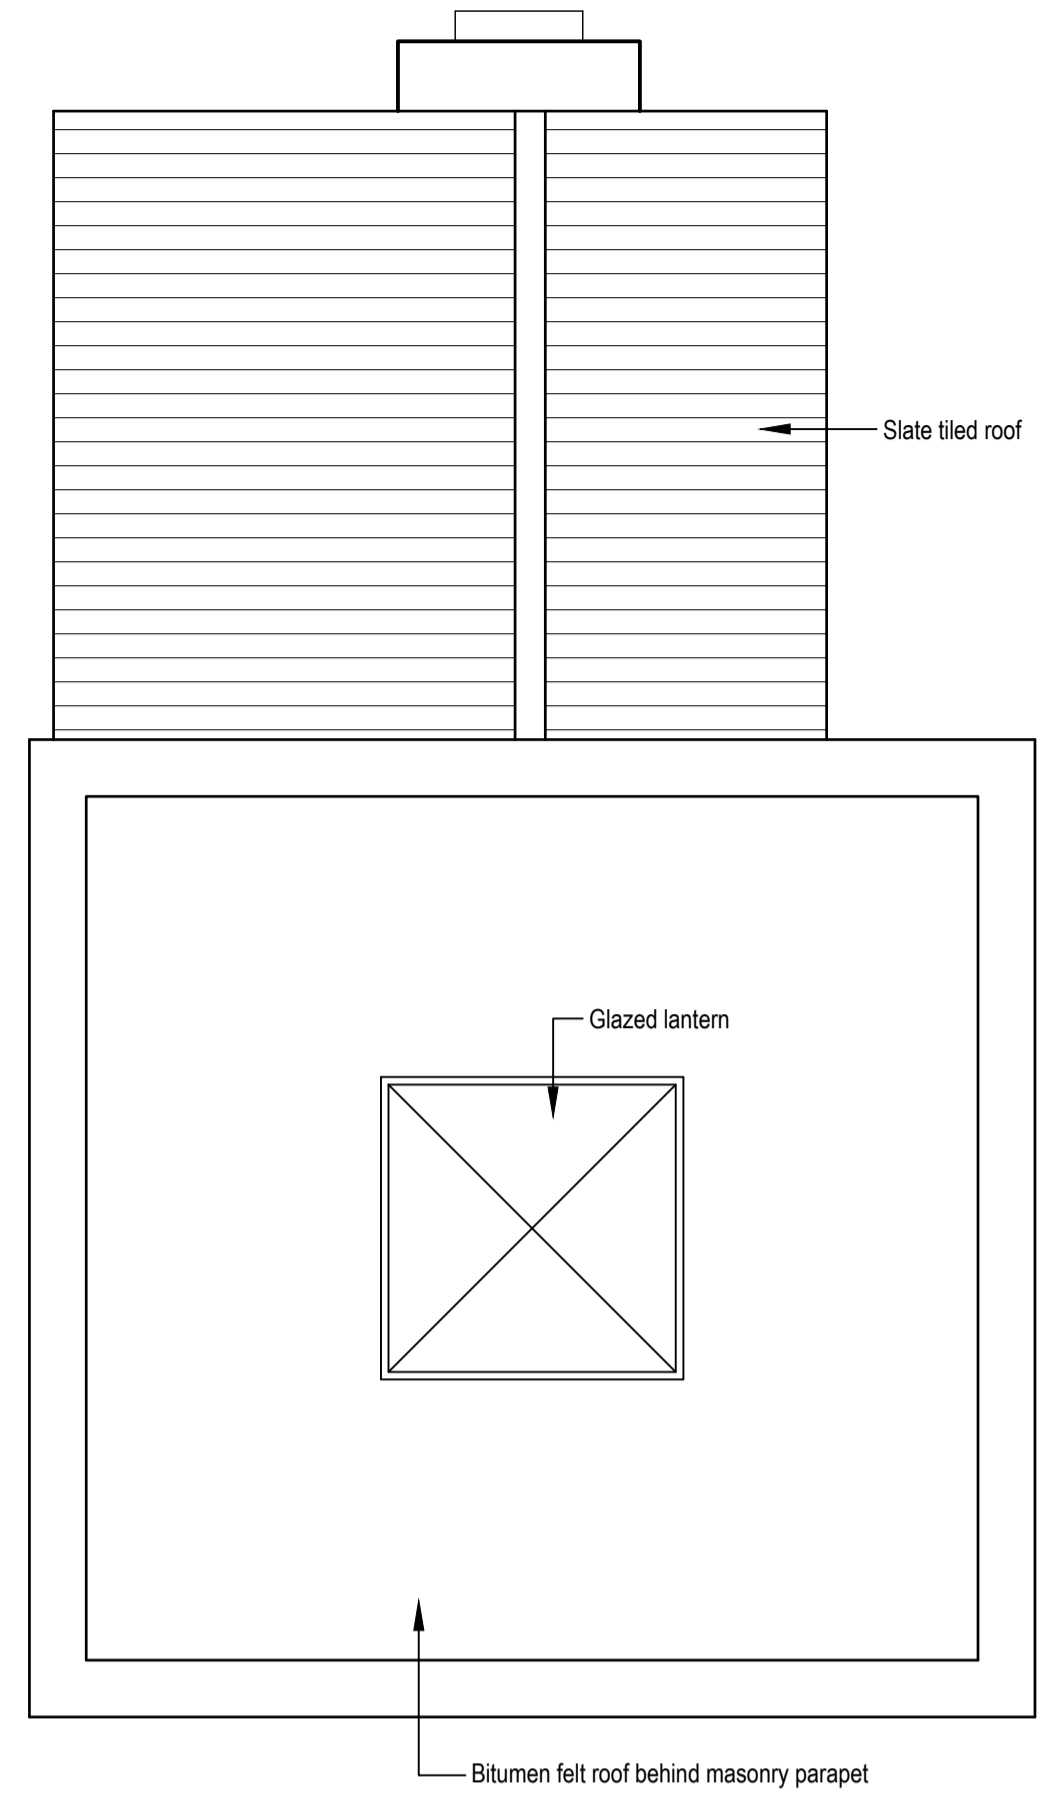 Slate tiled roof
Glazed lantern
Bitumen felt roof behind masonry parapet